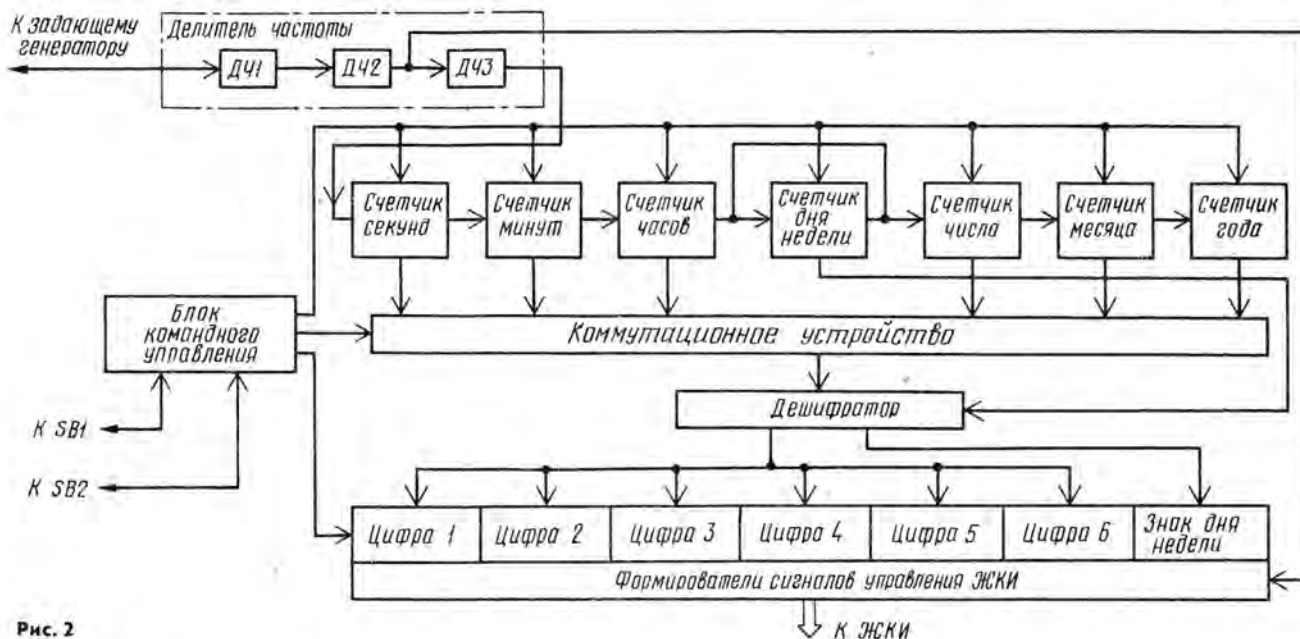 К задающему
генератору
Делитель частоты
ДЧ1
ДЧ2
ДЧ3
Счетчик
секунд
Счетчик
минут
Счетчик
часов
Счетчик
дня
недели
Счетчик
числа
Счетчик
месяца
Счетчик
года
Блок
командного
управления
Коммутационное устройство
Дешифратор
К SB1
К SB2
Цифра 1
Цифра 2
Цифра 3
Цифра 4
Цифра 5
Цифра 6
Знак дня
недели
Формирователи сигналов управления ЖКИ
Рис. 2
К ЖКИ